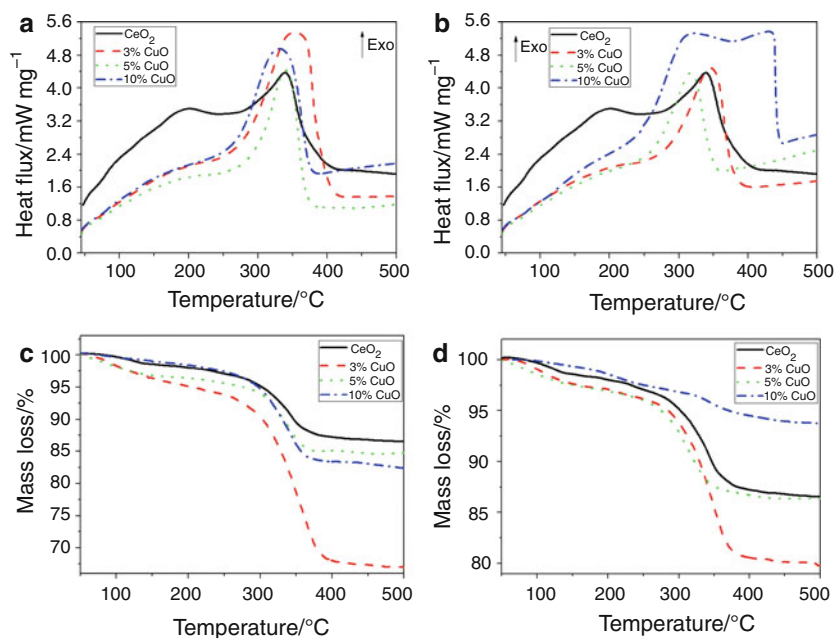 a
5.6
4.8
4.0
3.2
2.4
1.6
0.8
0.0
Heat flux/mW mg⁻¹
CeO₂
3% CuO
5% CuO
10% CuO
Exo
100 200 300 400 500
Temperature/°C
b
5.6
4.8
4.0
3.2
2.4
1.6
0.8
0.0
Heat flux/mW mg⁻¹
CeO₂
3% CuO
5% CuO
10% CuO
Exo
100 200 300 400 500
Temperature/°C
c
100
95
90
85
80
75
70
Mass loss/%
CeO₂
3% CuO
5% CuO
10% CuO
100 200 300 400 500
Temperature/°C
d
100
95
90
85
80
Mass loss/%
CeO₂
3% CuO
5% CuO
10% CuO
100 200 300 400 500
Temperature/°C